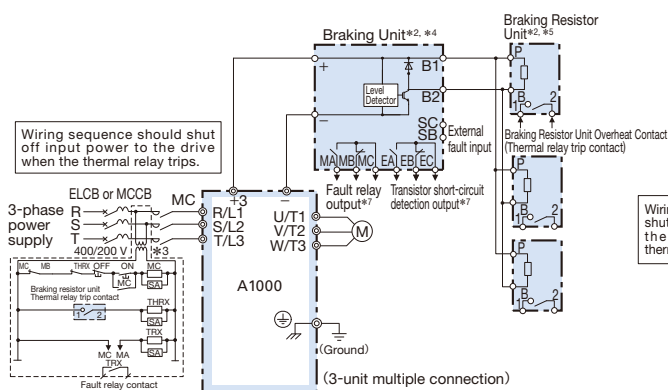 Braking Resistor
Unit*2, *5
Braking Unit*2, *4
P
B
1 2
+
B1
Level
Detector
B2
−
SC
SB
External
fault input
MA MB MC EA EB EC
Braking Resistor Unit Overheat Contact
(Thermal relay trip contact)
Fault relay
output*7
Transistor short-circuit
detection output*7
Wiring sequence should shut
off input power to the drive
when the thermal relay trips.
P
B
1 2
P
B
1 2
Wirin
shut
the
therm
ELCB or MCCB
MC
3-phase
power
supply
R
S
T
400/200 V
*3
+3
−
R/L1
S/L2
T/L3
U/T1
V/T2
W/T3
M
A1000
(Ground)
MC MB THRX OFF ON MC
MC
SA
Braking resistor unit
Thermal relay trip contact
1 2
THRX
SA
TRX
SA
MC MA
TRX
Fault relay contact
(3-unit multiple connection)